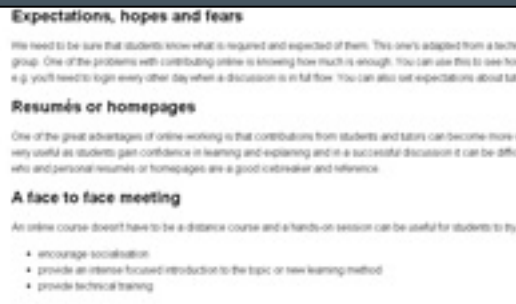 Expectations, hopes and fears
We need to be sure that students know what is required and expected of them. This one's adapted from a
group. One of the problems with contributing online is knowing how much is enough. You can use this to see
e.g. you'll need to login every other day when a discussion is in full flow. You can also set expectations about
Resumés or homepages
One of the great advantages of online working is that contributions from students and tutors can become more
very useful as students gain confidence in learning and explaining and in a successful discussion it can be
who and personal resumés or homepages are a good icebreaker and reference.
A face to face meeting
An online course doesn't have to be a distance course and a hands-on session can be useful for students to try
encourage socialisation
provide an intense focused introduction to the topic or new learning method
provide technical training